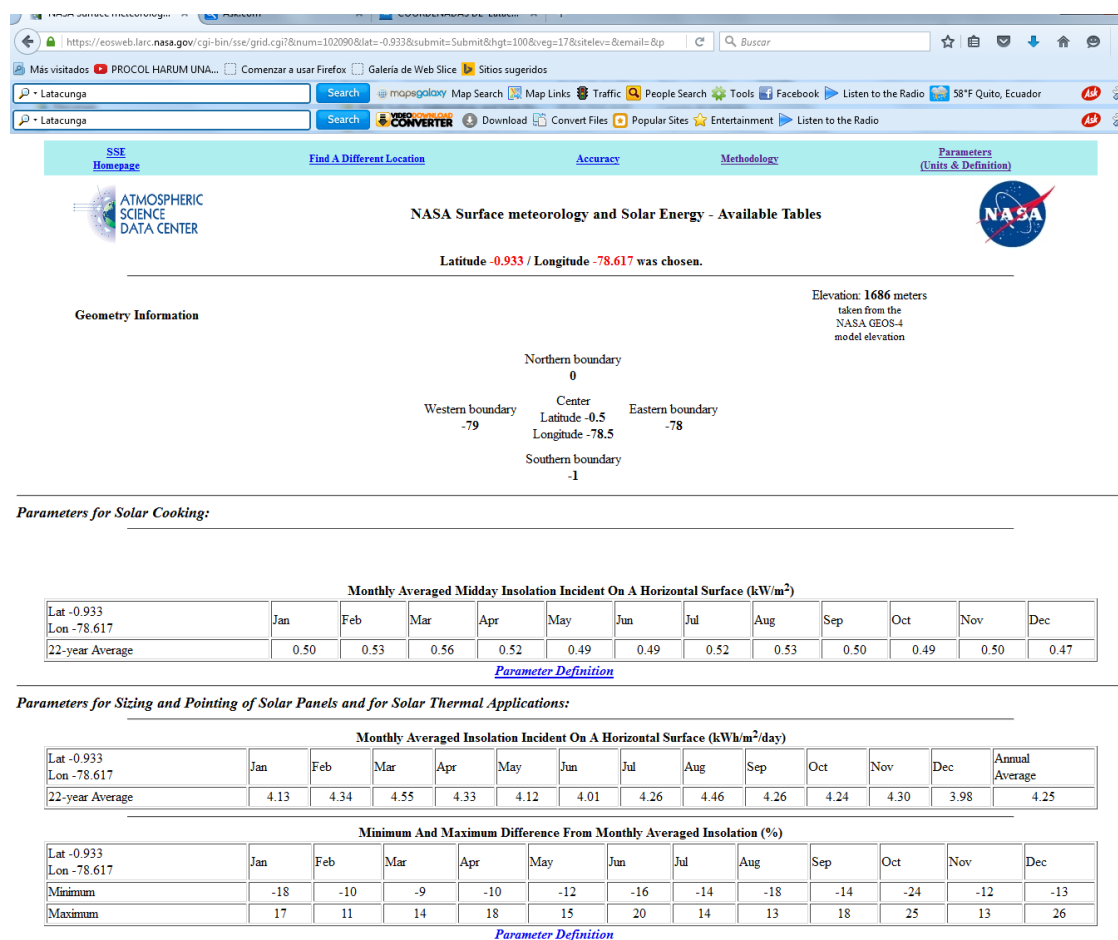 NASA Surface meteorolog...
Ask.com
COORDENADAS DE "Latac...
https://eosweb.larc.nasa.gov/cgi-bin/sse/grid.cgi?&num=102090&lat=-0.933&submit=Submit&hgt=100&veg=17&sitelev=&email=&p
Buscar
Más visitados PROCOL HARUM UNA... Comenzar a usar Firefox Galería de Web Slice Sitios sugeridos
Latacunga Search mapsgalaxy Map Search Map Links Traffic People Search Tools Facebook Listen to the Radio 58°F Quito, Ecuador Ask
Latacunga Search VIDEO DOWNLOAD CONVERTER Download Convert Files Popular Sites Entertainment Listen to the Radio Ask
SSE Homepage Find A Different Location Accuracy Methodology Parameters (Units & Definition)
ATMOSPHERIC SCIENCE DATA CENTER
NASA Surface meteorology and Solar Energy - Available Tables
NASA
Latitude -0.933 / Longitude -78.617 was chosen.
Geometry Information
Elevation: 1686 meters
taken from the
NASA GEOS-4
model elevation
Northern boundary
0
Western boundary
-79
Center
Latitude -0.5
Longitude -78.5
Eastern boundary
-78
Southern boundary
-1
Parameters for Solar Cooking:
Monthly Averaged Midday Insolation Incident On A Horizontal Surface (kW/m²)
Lat -0.933 Lon -78.617 Jan Feb Mar Apr May Jun Jul Aug Sep Oct Nov Dec
22-year Average 0.50 0.53 0.56 0.52 0.49 0.49 0.52 0.53 0.50 0.49 0.50 0.47
Parameter Definition
Parameters for Sizing and Pointing of Solar Panels and for Solar Thermal Applications:
Monthly Averaged Insolation Incident On A Horizontal Surface (kWh/m²/day)
Lat -0.933 Lon -78.617 Jan Feb Mar Apr May Jun Jul Aug Sep Oct Nov Dec Annual Average
22-year Average 4.13 4.34 4.55 4.33 4.12 4.01 4.26 4.46 4.26 4.24 4.30 3.98 4.25
Minimum And Maximum Difference From Monthly Averaged Insolation (%)
Lat -0.933 Lon -78.617 Jan Feb Mar Apr May Jun Jul Aug Sep Oct Nov Dec
Minimum -18 -10 -9 -10 -12 -16 -14 -18 -14 -24 -12 -13
Maximum 17 11 14 18 15 20 14 13 18 25 13 26
Parameter Definition